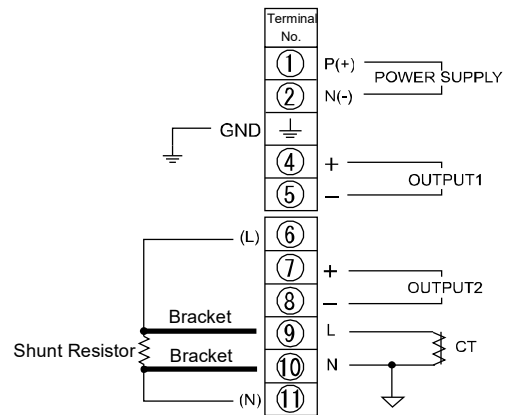 Terminal
No.
① P(+)
POWER SUPPLY
② N(-)
GND
④ +
OUTPUT1
⑤ −
(L) ⑥
⑦ +
OUTPUT2
⑧ −
Bracket ⑨ L
Shunt Resistor
CT
Bracket ⑩ N
(N) ⑪